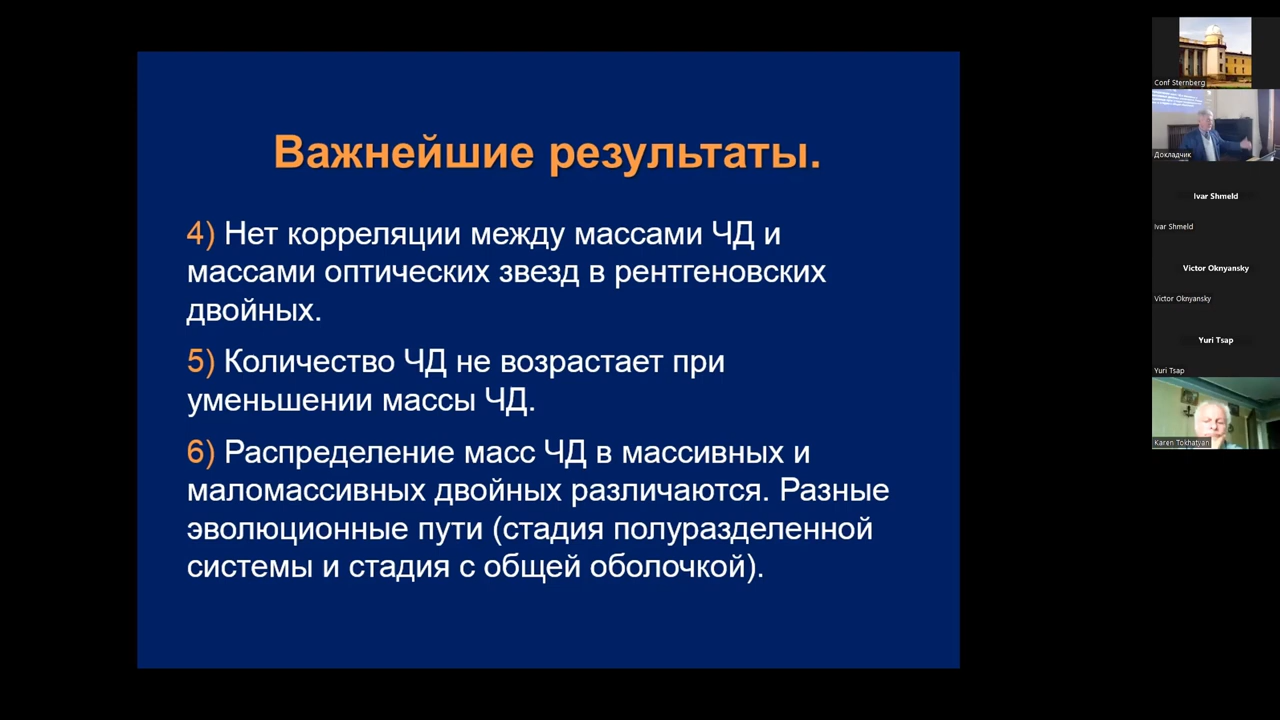 Важнейшие результаты.
4) Нет корреляции между массами ЧД и
массами оптических звезд в рентгеновских
двойных.
5) Количество ЧД не возрастает при
уменьшении массы ЧД.
6) Распределение масс ЧД в массивных и
маломассивных двойных различаются. Разные
эволюционные пути (стадия полуразделенной
системы и стадия с общей оболочкой).
Conf Sternberg
Докладчик
Ivar Shmeld
Ivar Shmeld
Victor Oknyansky
Victor Oknyansky
Yuri Tsap
Yuri Tsap
Karen Tokhatyan